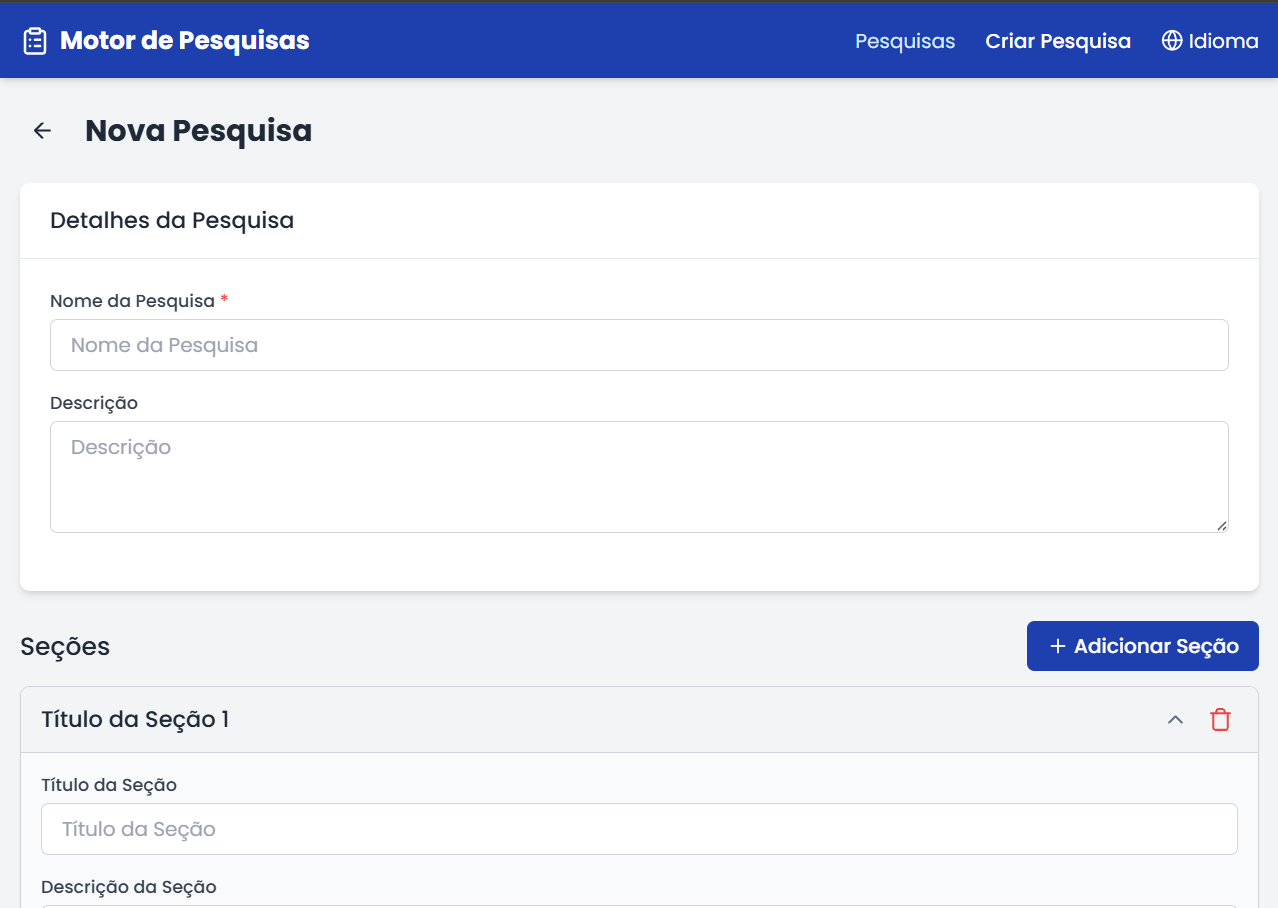 Motor de Pesquisas
Pesquisas
Criar Pesquisa
Idioma
Nova Pesquisa
Detalhes da Pesquisa
Nome da Pesquisa *
Nome da Pesquisa
Descrição
Descrição
Seções
+ Adicionar Seção
Título da Seção 1
Título da Seção
Título da Seção
Descrição da Seção